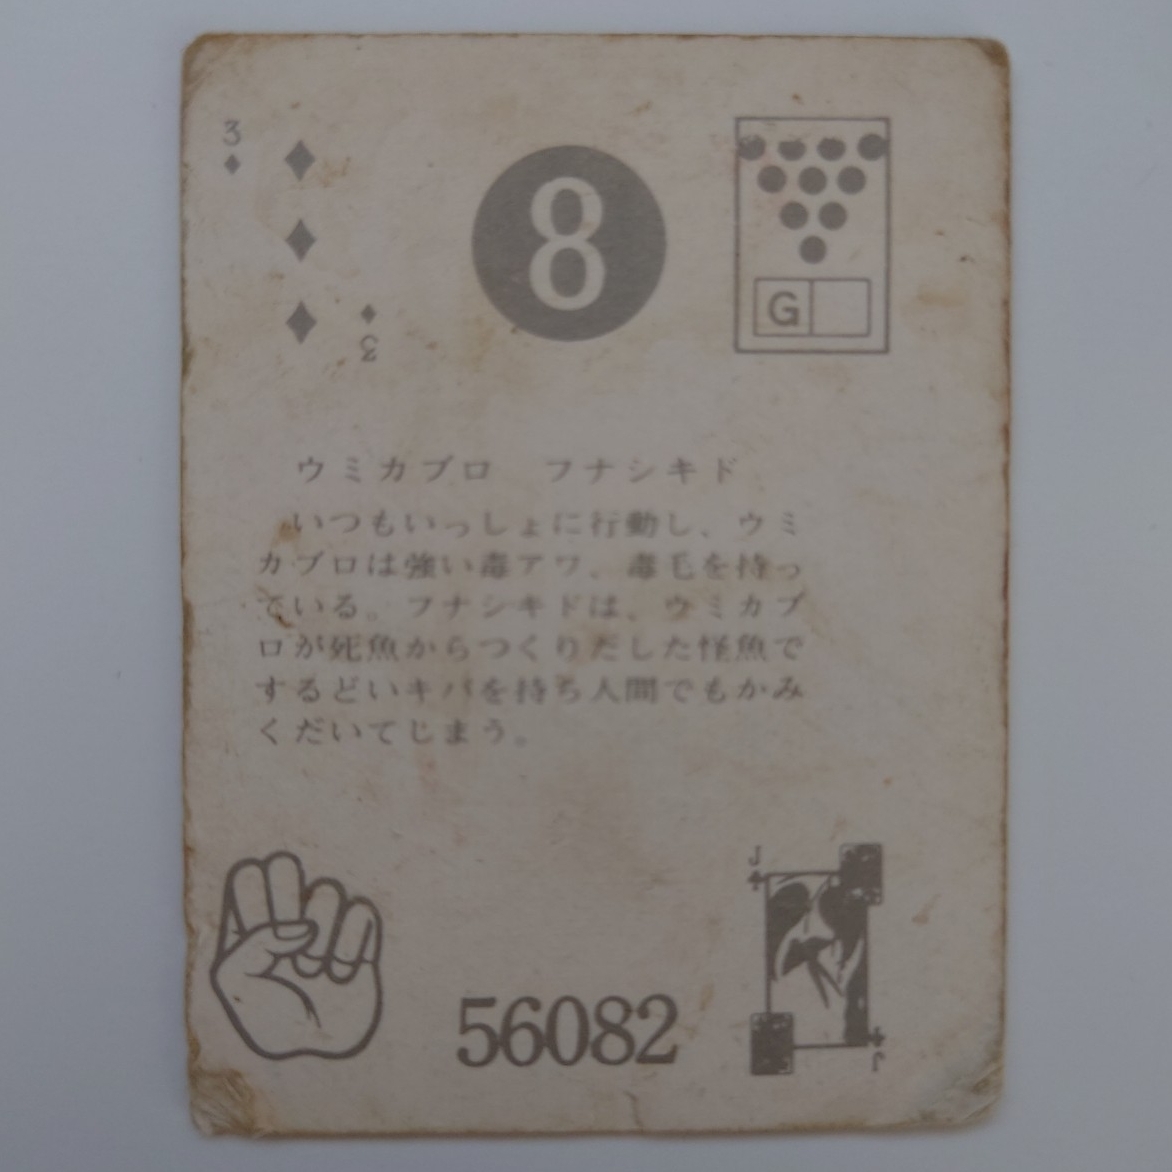 3
8
G
3
ウミカブロ　フナシキド
いつもいっしょに行動し、ウミ
カブロは強い毒アワ、毒毛を持っ
ている。フナシキドは、ウミカブ
ロが死魚からつくりだした怪魚で
するどいキバを持ち人間でもかみ
くだいてしまう。
J
56082
J